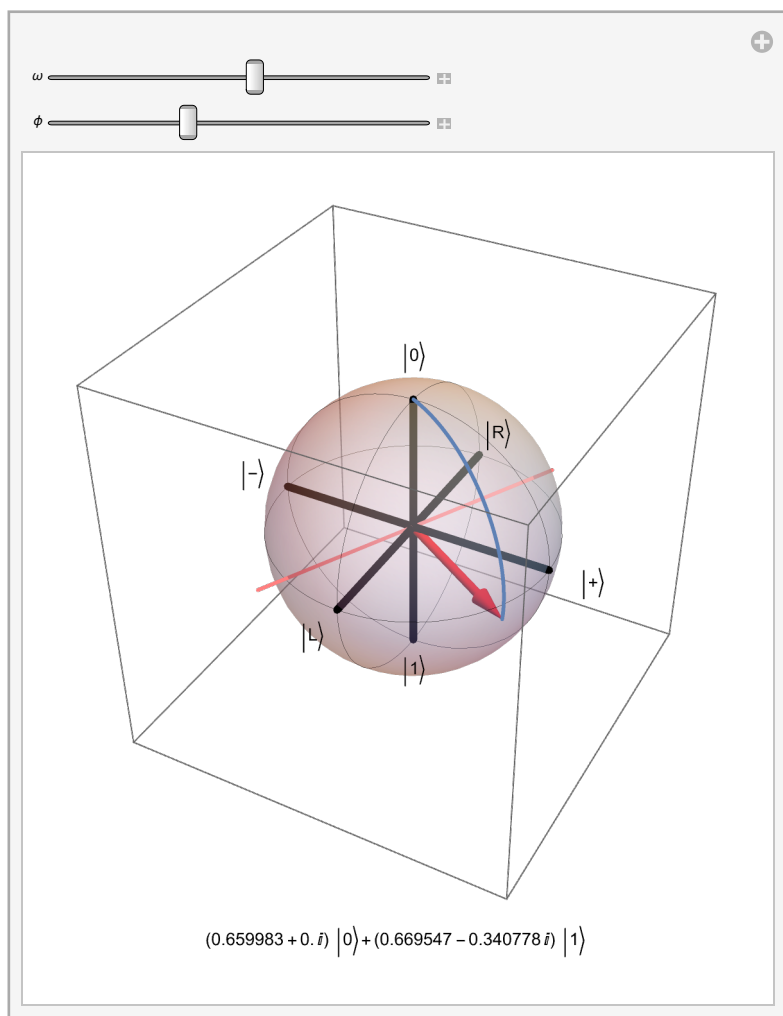 ω
ϕ
|0⟩
|R⟩
|−⟩
|+⟩
|L⟩
|1⟩
(0.659983 + 0. ⅈ) |0⟩ + (0.669547 − 0.340778 ⅈ) |1⟩